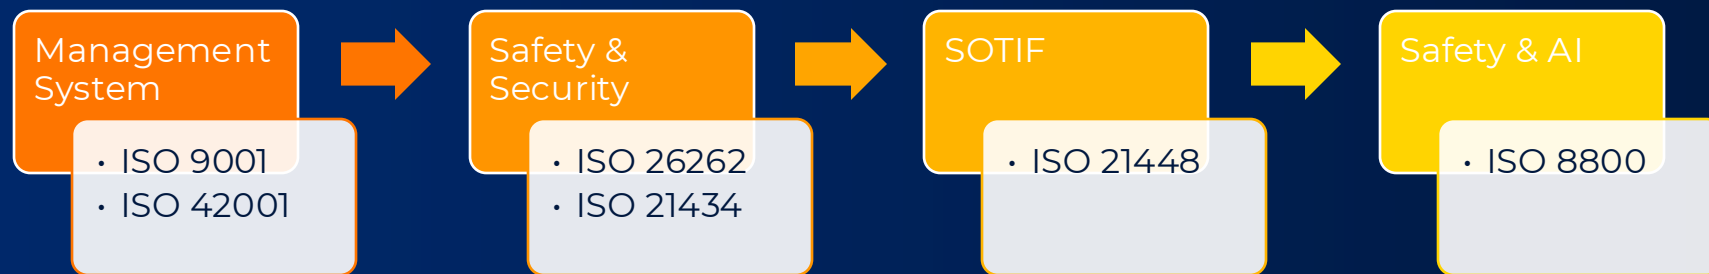 Management
System
• ISO 9001
• ISO 42001
Safety &
Security
• ISO 26262
• ISO 21434
SOTIF
• ISO 21448
Safety & AI
• ISO 8800